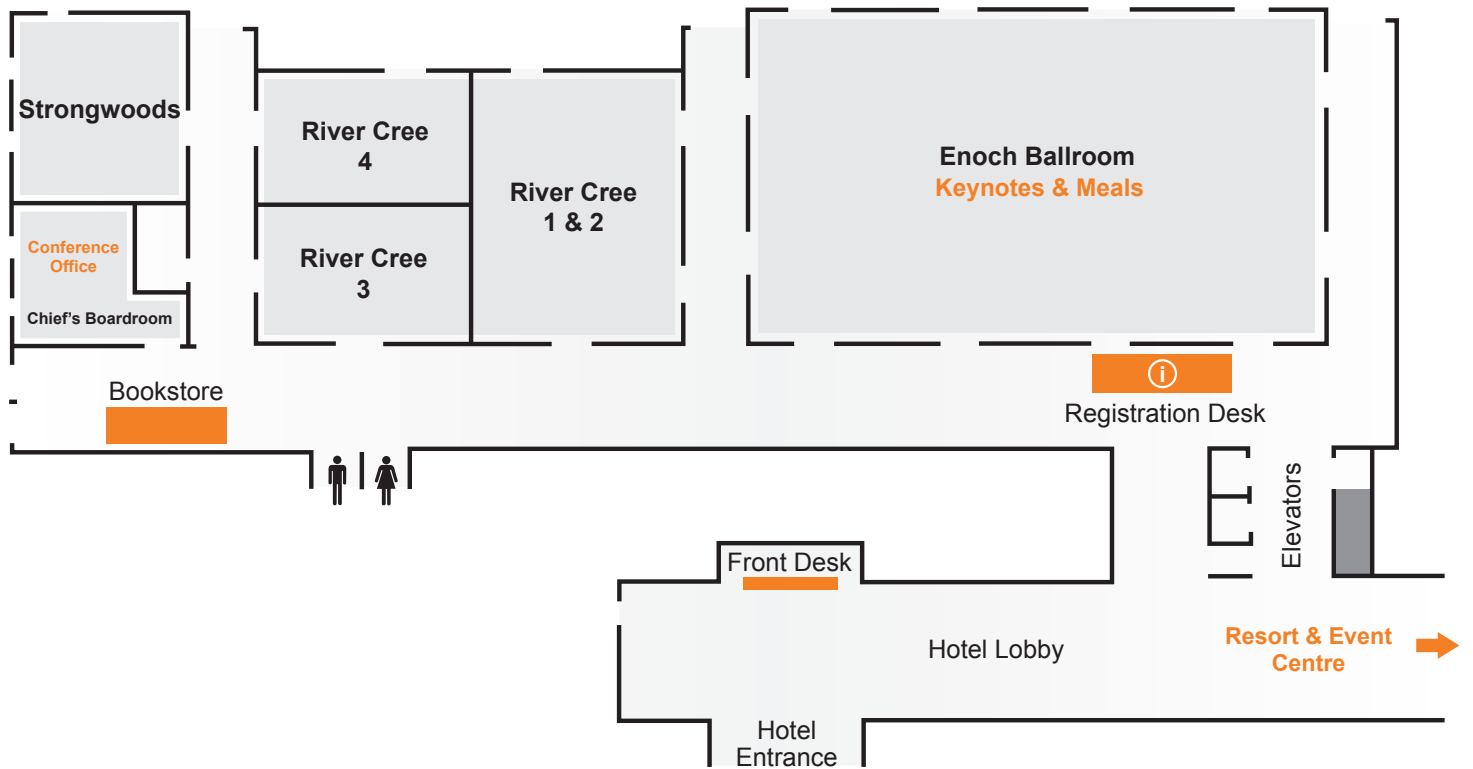 Strongwoods
Conference
Office
Chief's Boardroom
River Cree
4
River Cree
3
River Cree
1 & 2
Enoch Ballroom
Keynotes & Meals
Bookstore
i
Registration Desk
Elevators
Front Desk
Hotel Lobby
Resort & Event
Centre
Hotel
Entrance